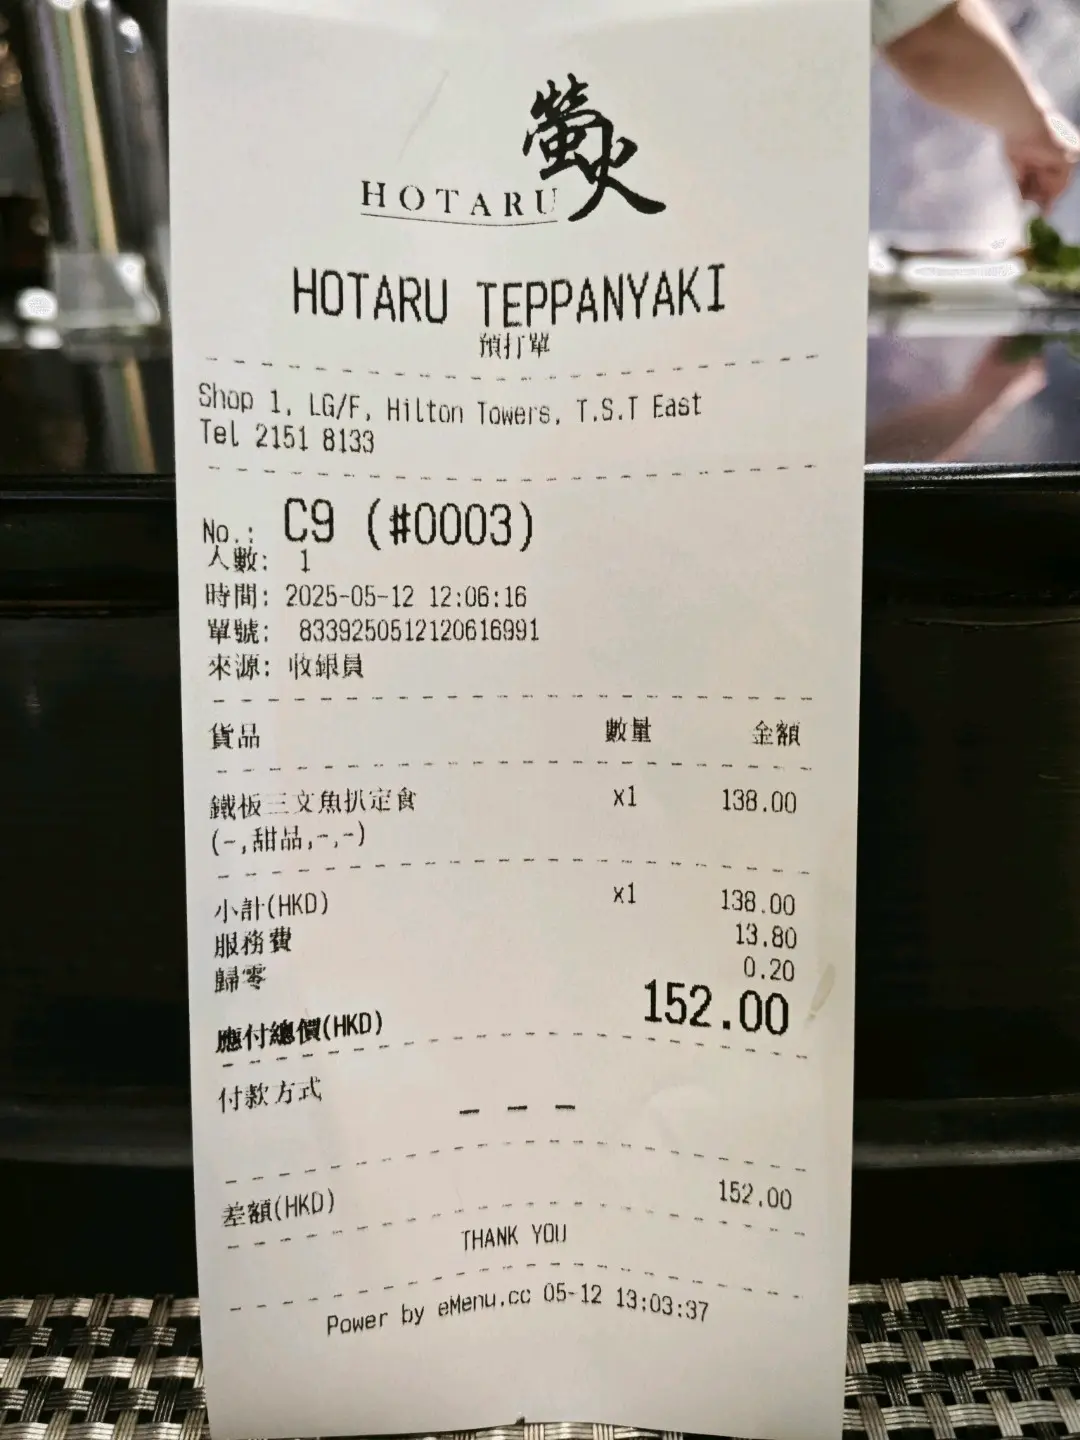 螢火
HOTARU
HOTARU TEPPANYAKI
預打單
Shop 1, LG/F, Hilton Towers, T.S.T East
Tel 2151 8133
No.: C9 (#0003)
人數: 1
時間: 2025-05-12 12:06:16
單號: 8339250512120616991
來源: 收銀員
貨品 數量 金額
鐵板三文魚扒定食 x1 138.00
(-,甜品,-,-)
小計(HKD) x1 138.00
服務費 13.80
歸零 0.20
應付總價(HKD) 152.00
付款方式
---
差額(HKD) 152.00
THANK YOU
Power by eMenu.cc 05-12 13:03:37